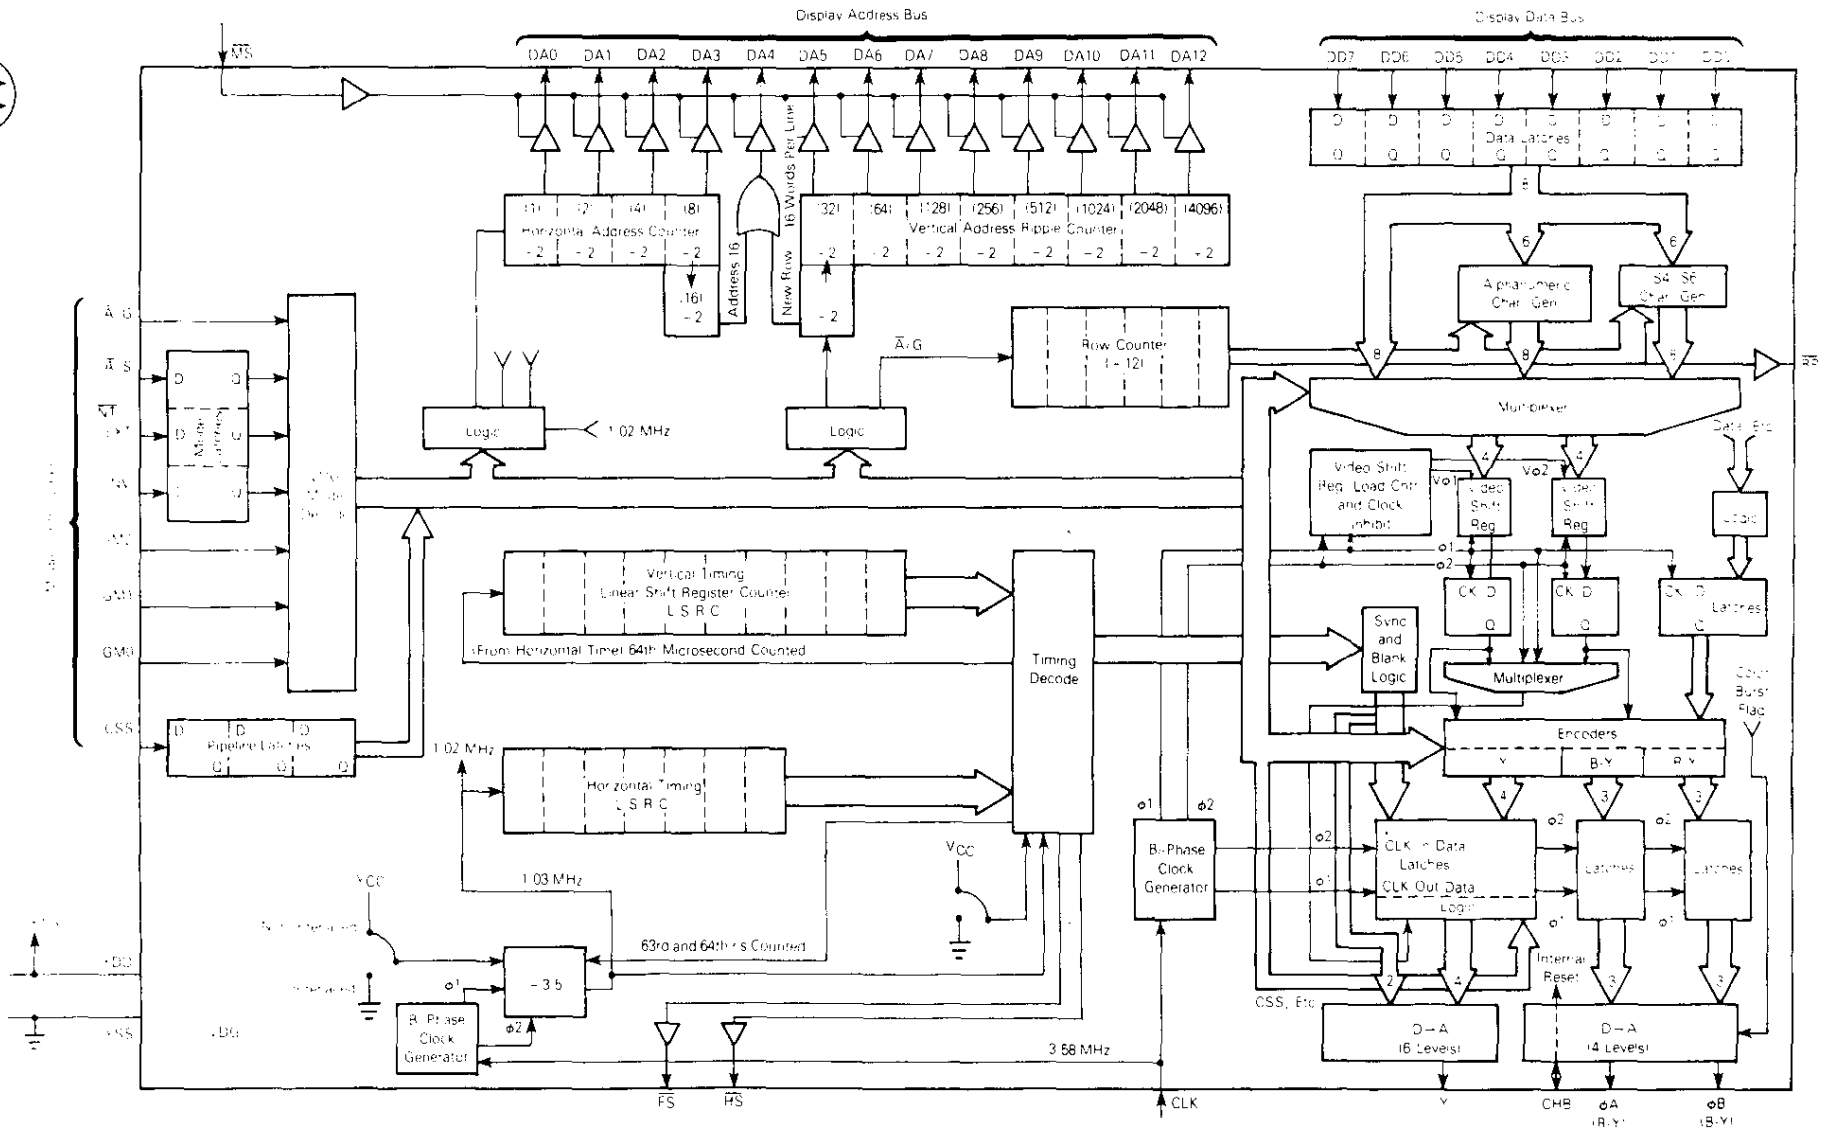 Display Address Bus
Display Data Bus
MS
DA0 DA1 DA2 DA3 DA4 DA5 DA6 DA7 DA8 DA9 DA10 DA11 DA12
DD7 DD6 DD5 DD4 DD3 DD2
D D D D D D D D
Data Latches
Q Q Q Q Q Q Q Q
16 Words Per Line
New Row
Address 16
(1) (2) (4) (8)
Horizontal Address Counter
-2 -2 -2 -2
(16)
-2
(32) (64) (128) (256) (512) (1024) (2048) (4096)
Vertical Address Ripple Counter
-2 -2 -2 -2 -2 -2 -2 -2
-2
6 6
Alphanumeric
Char Gen
S4 S6
Char Gen
A/G
Row Counter
(-12)
8 8
RP
Multiplexer
A/G
A/S
D Q
Mode
Latches
D Q
Q
Logic
1.02 MHz
Logic
Data, Etc
4 4
Video Shift
Reg. Load Cntr
and Clock
Inhibit
Vφ1
Vφ2
Video
Shift
Reg
Video
Shift
Reg
Logic
φ1
φ2
CK D
Q
CK D
Q
CK D
Latches
Q
GM0
CSS
D D D
Pipeline Latches
Q Q Q
Vertical Timing
Linear Shift Register Counter
L S R C
(From Horizontal Timer 64th Microsecond Counted
Timing
Decode
Sync
and
Blank
Logic
Multiplexer
Color
Burst
Flag
Encoders
Y B-Y R-Y
1.02 MHz
Horizontal Timing
L S R C
4 3 3
φ1 φ2
Bi-Phase
Clock
Generator
φ2
φ1
CLK In Data
Latches
CLK Out Data
Logic
φ2
φ1
Latches
φ2
φ1
Latches
VCC
1.03 MHz
VCC
63rd and 64th s Counted
-3.5
φ1
φ2
Bi-Phase
Clock
Generator
Interlaced
VSS
Internal
Reset
CSS, Etc
2 4 3 3
D-A
(6 Levels)
D-A
(4 Levels)
3.58 MHz
FS
HS
CLK
Y
CHB
φA
(R-Y)
φB
(B-Y)